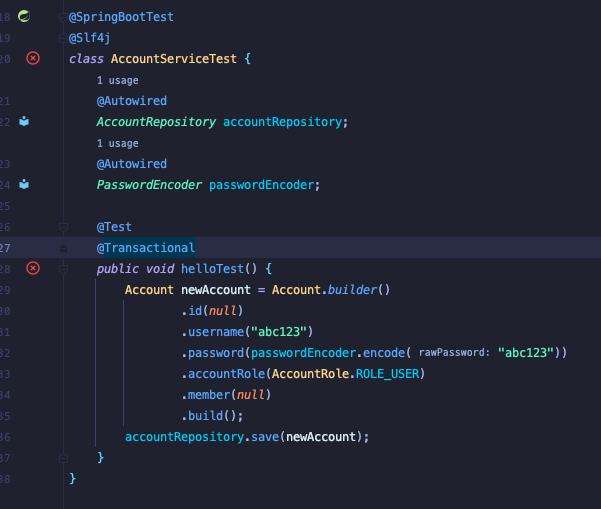 18 @SpringBootTest
19 @Slf4j
20 class AccountServiceTest {
1 usage
21 @Autowired
22 AccountRepository accountRepository;
1 usage
23 @Autowired
24 PasswordEncoder passwordEncoder;
25
26 @Test
27 @Transactional
28 public void helloTest() {
29 Account newAccount = Account.builder()
30 .id(null)
31 .username("abc123")
32 .password(passwordEncoder.encode( rawPassword: "abc123"))
33 .accountRole(AccountRole.ROLE_USER)
34 .member(null)
35 .build();
36 accountRepository.save(newAccount);
37 }
38 }